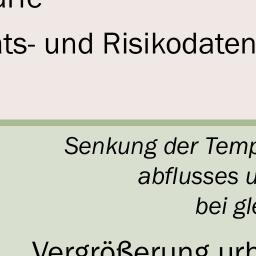 ts- und Risikodaten
Senkung der Temp
abflusses u
bei gle
Vergrößerung urb